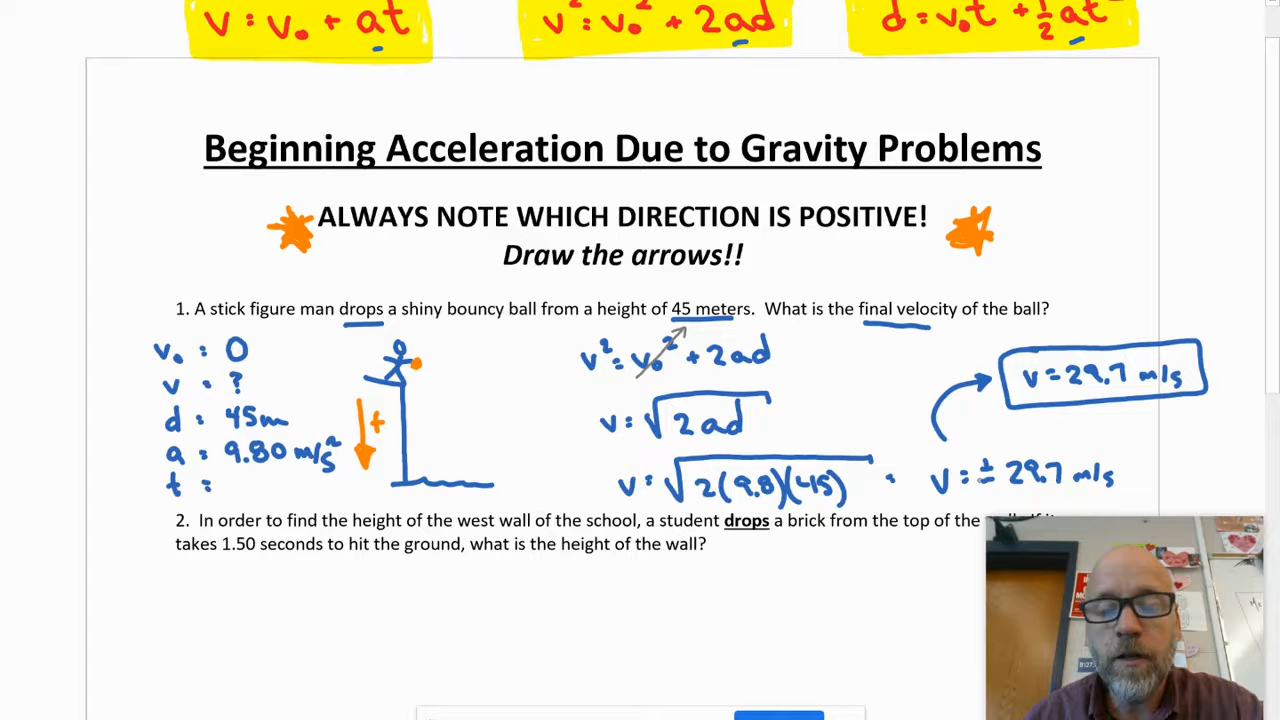 v = v₀ + at
v² = v₀² + 2ad
d = v₀t + ½at
Beginning Acceleration Due to Gravity Problems
ALWAYS NOTE WHICH DIRECTION IS POSITIVE!
Draw the arrows!!
1. A stick figure man drops a shiny bouncy ball from a height of 45 meters. What is the final velocity of the ball?
v₀ = 0
v = ?
d = 45m
a = 9.80 m/s²
t =
+
v² = v₀² + 2ad
v = √2ad
v = √2(9.8)(45) = v = ± 29.7 m/s
v = 29.7 m/s
2. In order to find the height of the west wall of the school, a student drops a brick from the top of the
takes 1.50 seconds to hit the ground, what is the height of the wall?